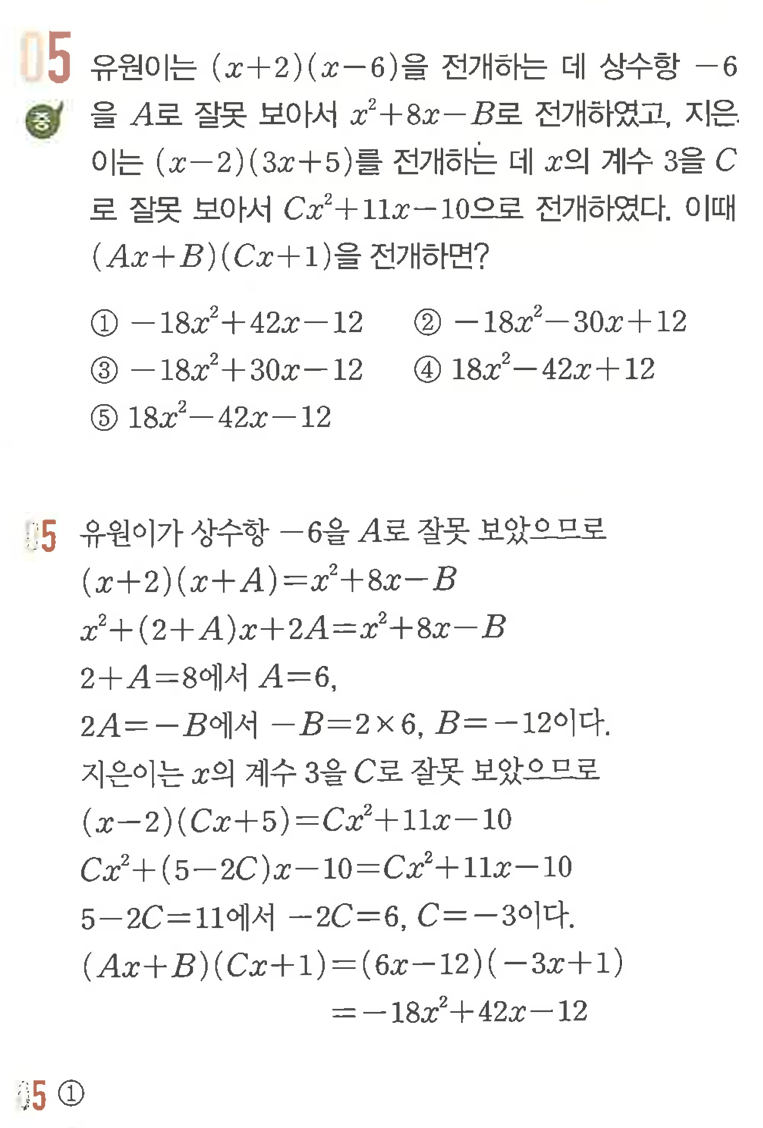 05 유원이는 (x+2)(x-6)을 전개하는 데 상수항 -6
중 을 A로 잘못 보아서 x²+8x-B로 전개하였고, 지은
이는 (x-2)(3x+5)를 전개하는 데 x의 계수 3을 C
로 잘못 보아서 Cx²+11x-10으로 전개하였다. 이때
(Ax+B)(Cx+1)을 전개하면?
① -18x²+42x-12 ② -18x²-30x+12
③ -18x²+30x-12 ④ 18x²-42x+12
⑤ 18x²-42x-12
05 유원이가 상수항 -6을 A로 잘못 보았으므로
(x+2)(x+A)=x²+8x-B
x²+(2+A)x+2A=x²+8x-B
2+A=8에서 A=6,
2A=-B에서 -B=2×6, B=-12이다.
지은이는 x의 계수 3을 C로 잘못 보았으므로
(x-2)(Cx+5)=Cx²+11x-10
Cx²+(5-2C)x-10=Cx²+11x-10
5-2C=11에서 -2C=6, C=-3이다.
(Ax+B)(Cx+1)=(6x-12)(-3x+1)
=-18x²+42x-12
05 ①